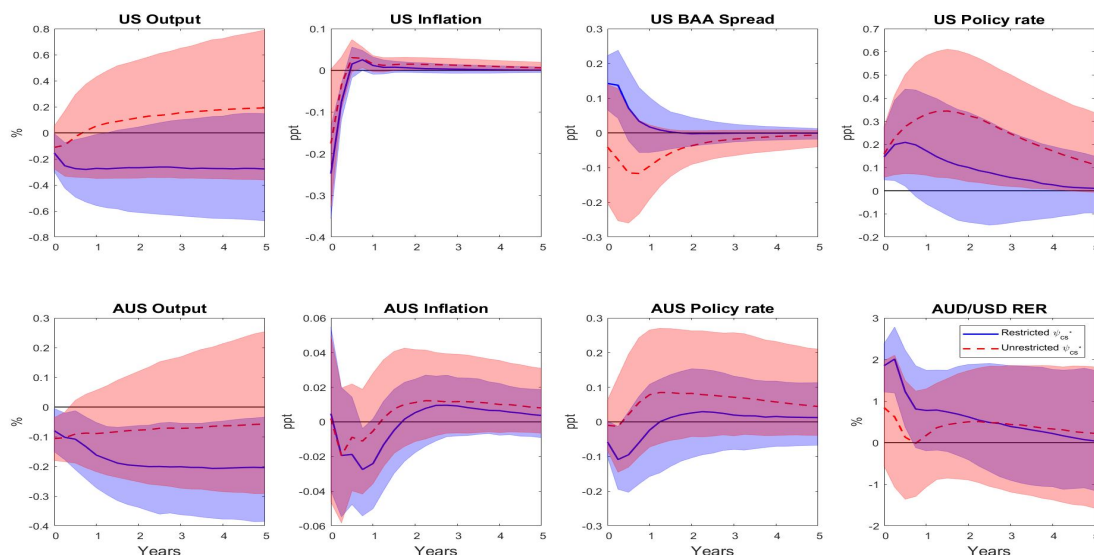 US Output
US Inflation
US BAA Spread
US Policy rate
0.8
0.6
0.4
0.2
0
-0.2
-0.4
-0.6
-0.8
%
0 1 2 3 4 5
0.1
0
-0.1
-0.2
-0.3
-0.4
ppt
0 1 2 3 4 5
0.3
0.2
0.1
0
-0.1
-0.2
-0.3
ppt
0 1 2 3 4 5
0.7
0.6
0.5
0.4
0.3
0.2
0.1
0
-0.1
-0.2
ppt
0 1 2 3 4 5
AUS Output
AUS Inflation
AUS Policy rate
AUD/USD RER
0.3
0.2
0.1
0
-0.1
-0.2
-0.3
-0.4
%
0 1 2 3 4 5
Years
0.06
0.04
0.02
0
-0.02
-0.04
-0.06
ppt
0 1 2 3 4 5
Years
0.3
0.2
0.1
0
-0.1
-0.2
-0.3
ppt
0 1 2 3 4 5
Years
3
2
1
0
-1
-2
%
0 1 2 3 4 5
Years
Restricted ψcs*
Unrestricted ψcs*